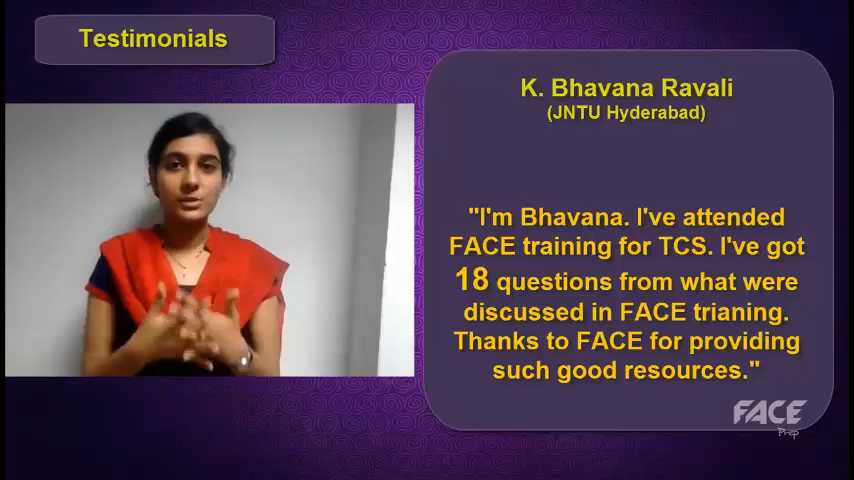 Testimonials
K. Bhavana Ravali
(JNTU Hyderabad)
"I'm Bhavana. I've attended
FACE training for TCS. I've got
18 questions from what were
discussed in FACE trianing.
Thanks to FACE for providing
such good resources."
FACE
Prep